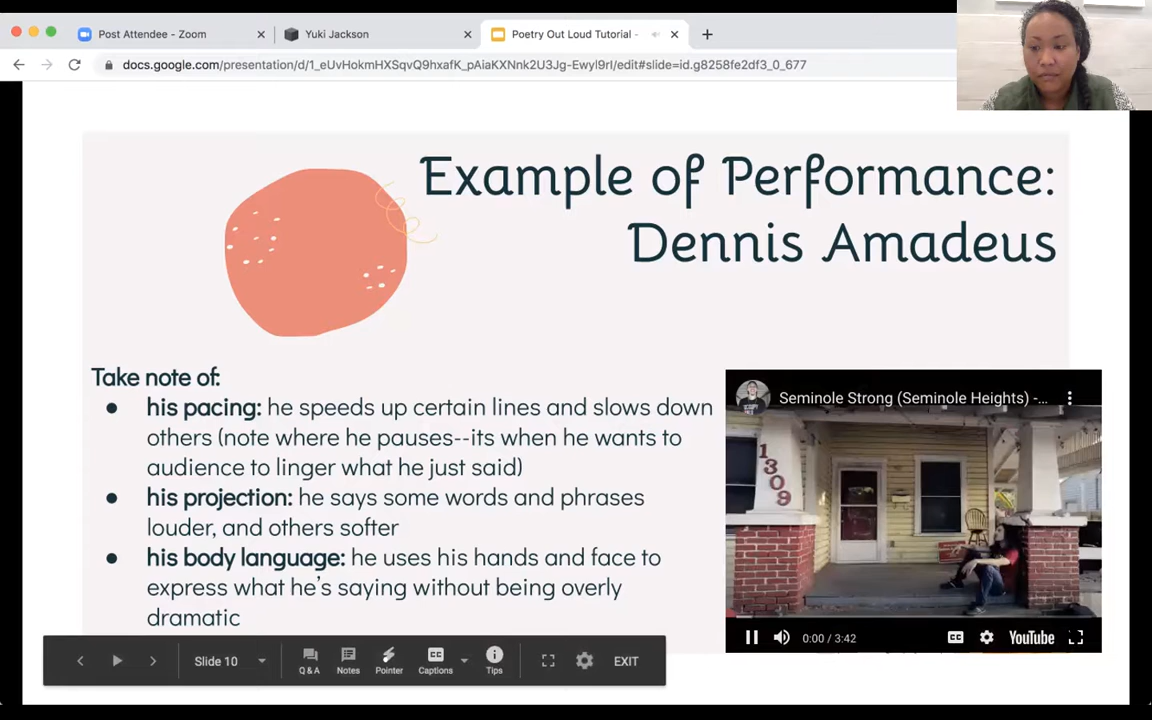 Post Attendee - Zoom
Yuki Jackson
Poetry Out Loud Tutorial -
docs.google.com/presentation/d/1_eUvHokmHXSqvQ9hxafK_pAiaKXNnk2U3Jg-Ewyl9rI/edit#slide=id.g8258fe2df3_0_677
Example of Performance:
Dennis Amadeus
Take note of:
● his pacing: he speeds up certain lines and slows down
others (note where he pauses--its when he wants to
audience to linger what he just said)
● his projection: he says some words and phrases
louder, and others softer
● his body language: he uses his hands and face to
express what he's saying without being overly
dramatic
Seminole Strong (Seminole Heights) -...
1309
0:00 / 3:42
CC
YouTube
Slide 10
Q & A
Notes
Pointer
CC
Captions
Tips
EXIT